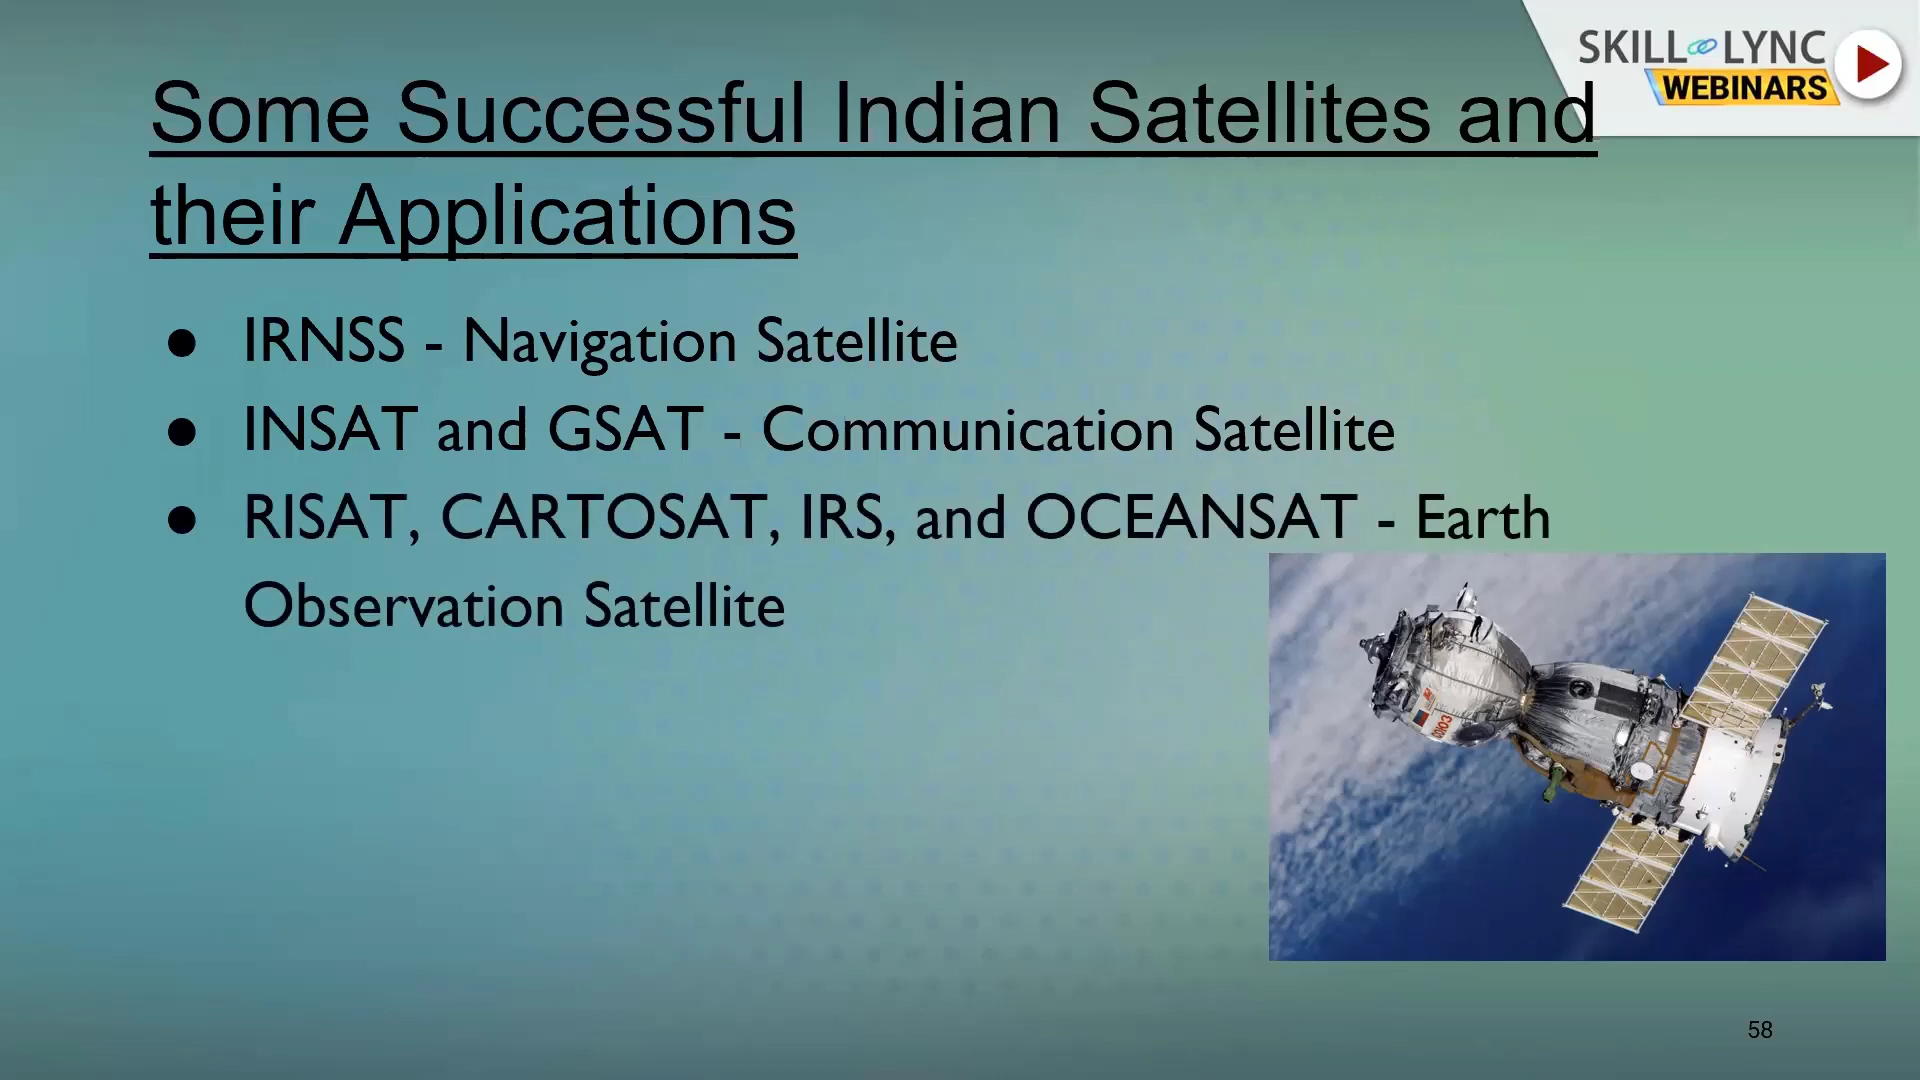 SKILL LYNC
WEBINARS
Some Successful Indian Satellites and
their Applications
● IRNSS - Navigation Satellite
● INSAT and GSAT - Communication Satellite
● RISAT, CARTOSAT, IRS, and OCEANSAT - Earth
Observation Satellite
СОЮЗ
58